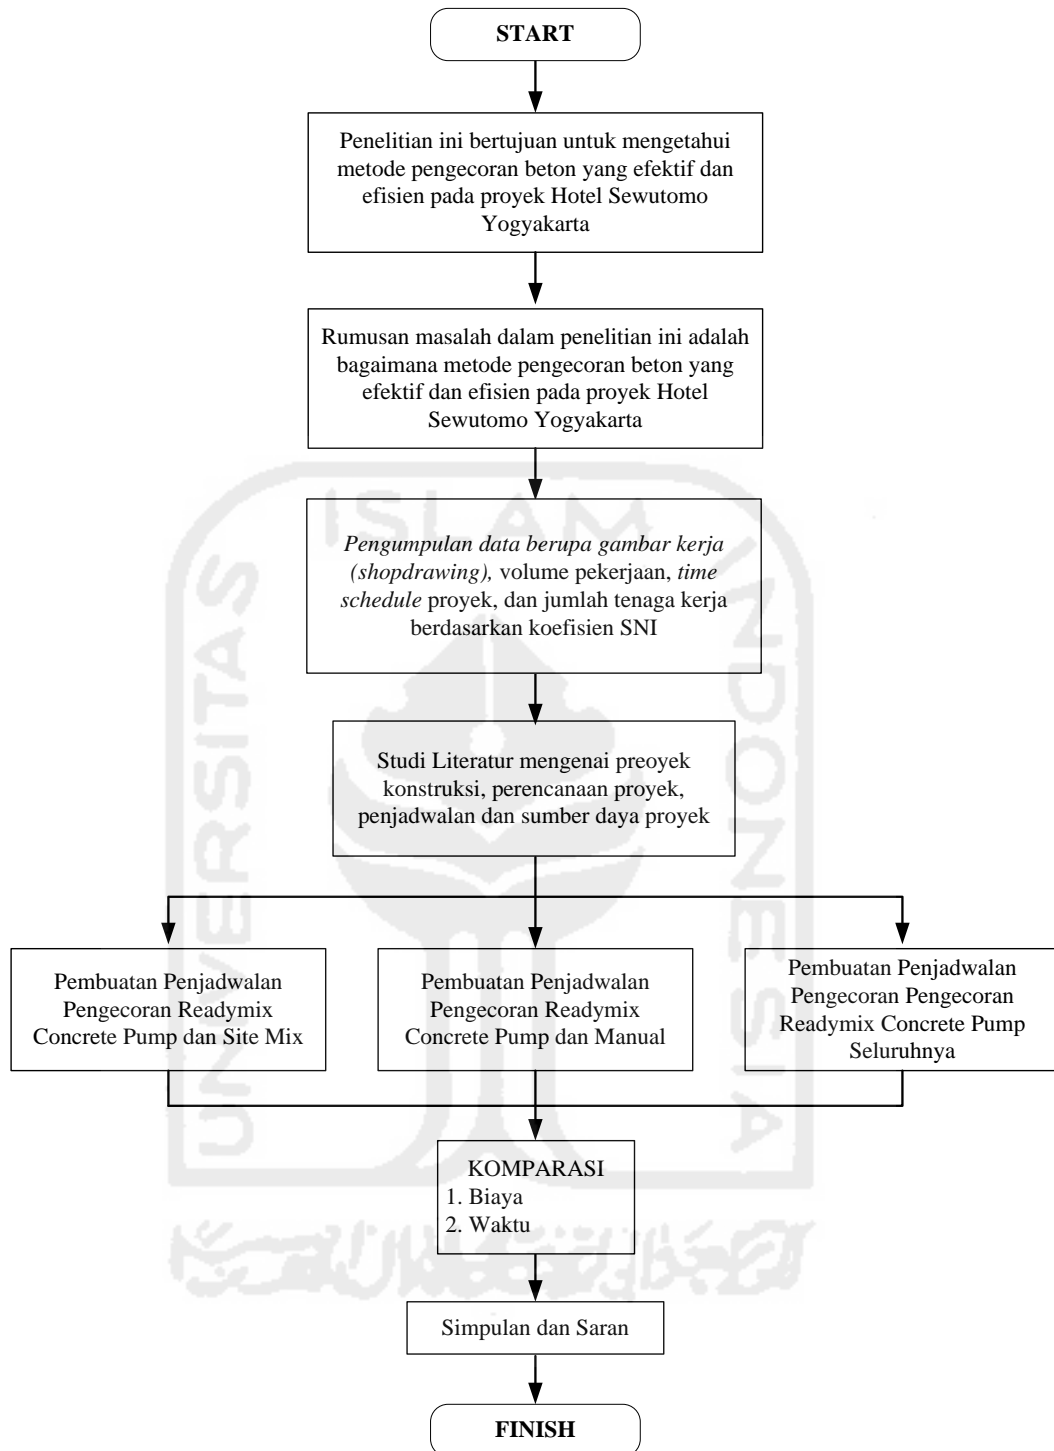 START
Penelitian ini bertujuan untuk mengetahui
metode pengecoran beton yang efektif dan
efisien pada proyek Hotel Sewutomo
Yogyakarta
Rumusan masalah dalam penelitian ini adalah
bagaimana metode pengecoran beton yang
efektif dan efisien pada proyek Hotel
Sewutomo Yogyakarta
Pengumpulan data berupa gambar kerja
(shopdrawing), volume pekerjaan, time
schedule proyek, dan jumlah tenaga kerja
berdasarkan koefisien SNI
Studi Literatur mengenai preoyek
konstruksi, perencanaan proyek,
penjadwalan dan sumber daya proyek
Pembuatan Penjadwalan
Pengecoran Readymix
Concrete Pump dan Site Mix
Pembuatan Penjadwalan
Pengecoran Readymix
Concrete Pump dan Manual
Pembuatan Penjadwalan
Pengecoran Pengecoran
Readymix Concrete Pump
Seluruhnya
KOMPARASI
1. Biaya
2. Waktu
Simpulan dan Saran
FINISH
UNIVERSITAS
ISLAM
INDONESIA